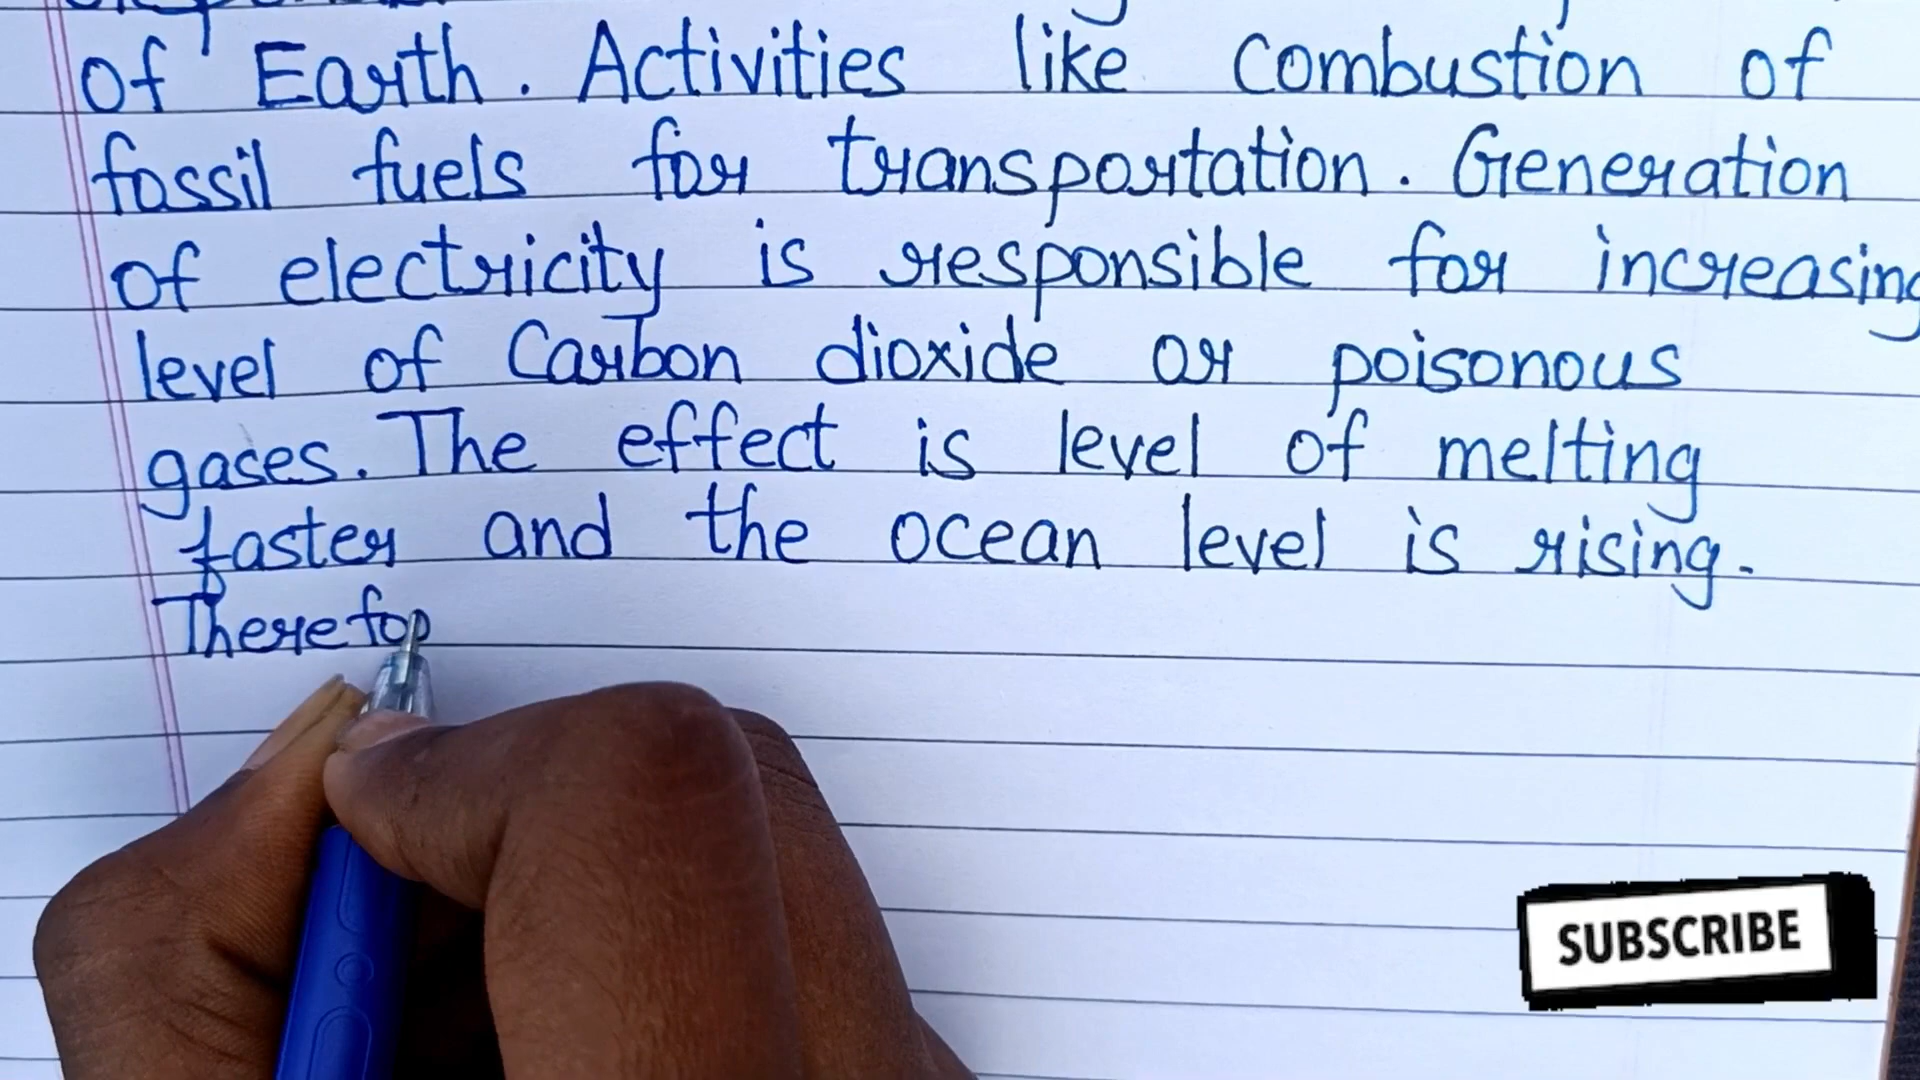 of Earth. Activities like combustion of
fossil fuels for transportation. Generation
of electricity is responsible for increasing
level of Carbon dioxide or poisonous
gases. The effect is level of melting
faster and the ocean level is rising.
Therefo
SUBSCRIBE